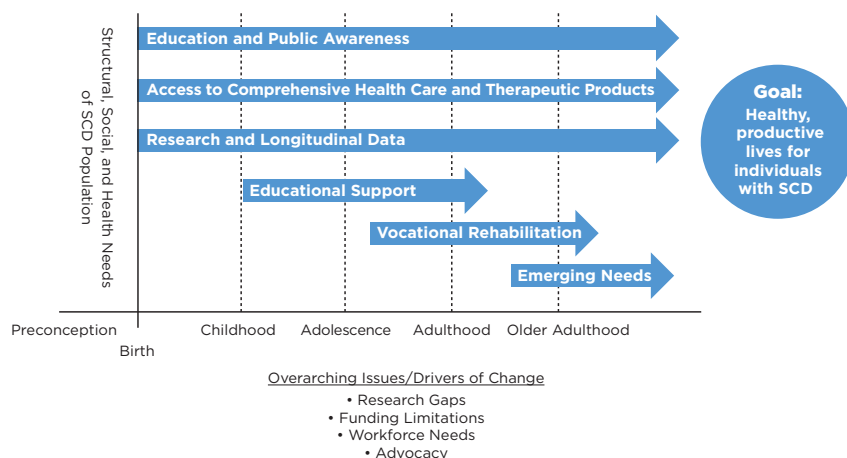 Structural, Social, and Health Needs
of SCD Population
Education and Public Awareness
Access to Comprehensive Health Care and Therapeutic Products
Research and Longitudinal Data
Educational Support
Vocational Rehabilitation
Emerging Needs
Goal:
Healthy,
productive
lives for
individuals
with SCD
Preconception
Birth
Childhood
Adolescence
Adulthood
Older Adulthood
Overarching Issues/Drivers of Change
• Research Gaps
• Funding Limitations
• Workforce Needs
• Advocacy